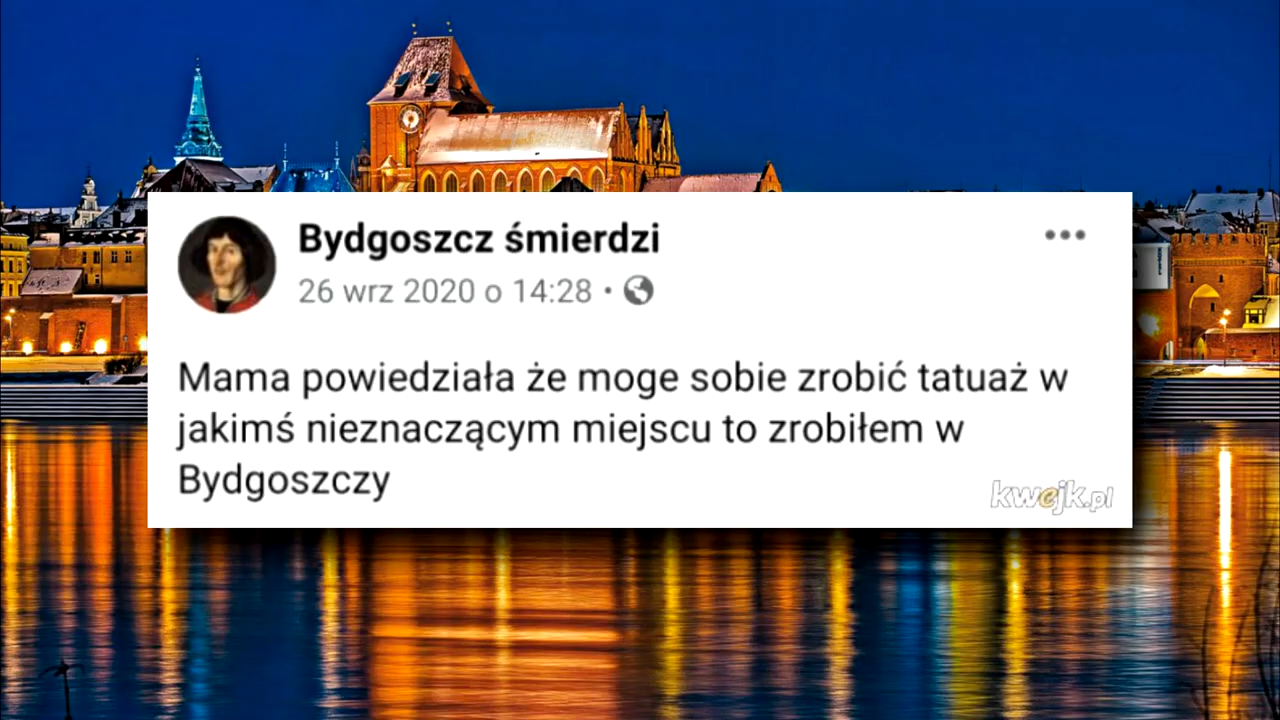 Bydgoszcz śmierdzi
26 wrz 2020 o 14:28 •
Mama powiedziała że moge sobie zrobić tatuaż w
jakimś nieznaczącym miejscu to zrobiłem w
Bydgoszczy
kwejk.pl